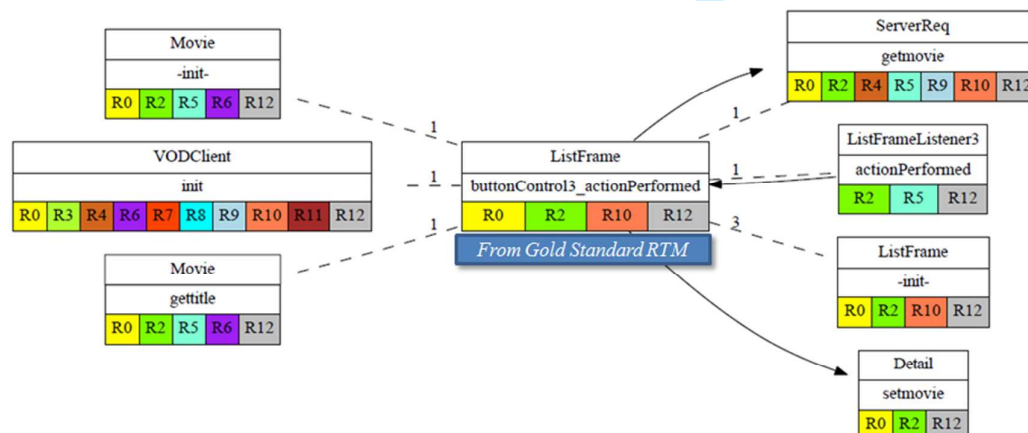 Movie
-init-
R0 R2 R5 R6 R12
VODClient
init
R0 R3 R4 R6 R7 R8 R9 R10 R11 R12
Movie
gettitle
R0 R2 R5 R6 R12
1
1
1
ListFrame
buttonControl3_actionPerformed
R0 R2 R10 R12
From Gold Standard RTM
1
1
3
ServerReq
getmovie
R0 R2 R4 R5 R9 R10 R12
ListFrameListener3
actionPerformed
R2 R5 R12
ListFrame
-init-
R0 R2 R10 R12
Detail
setmovie
R0 R2 R12